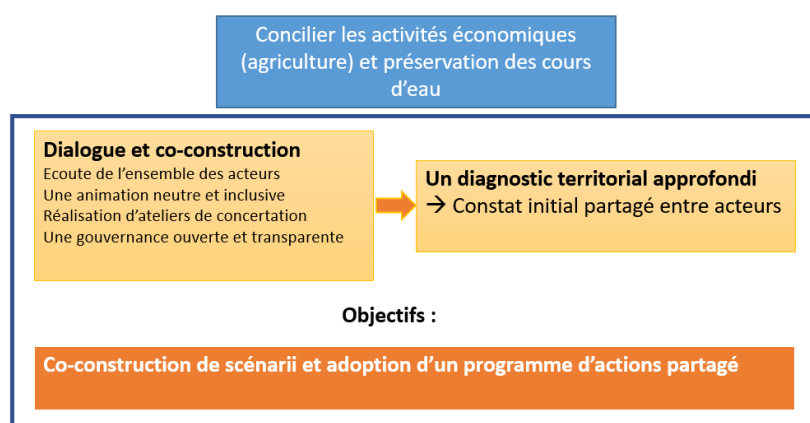 Concilier les activités économiques
(agriculture) et préservation des cours
d'eau
Dialogue et co-construction
Ecoute de l'ensemble des acteurs
Une animation neutre et inclusive
Réalisation d'ateliers de concertation
Une gouvernance ouverte et transparente
Un diagnostic territorial approfondi
→ Constat initial partagé entre acteurs
Objectifs :
Co-construction de scénarii et adoption d'un programme d'actions partagé